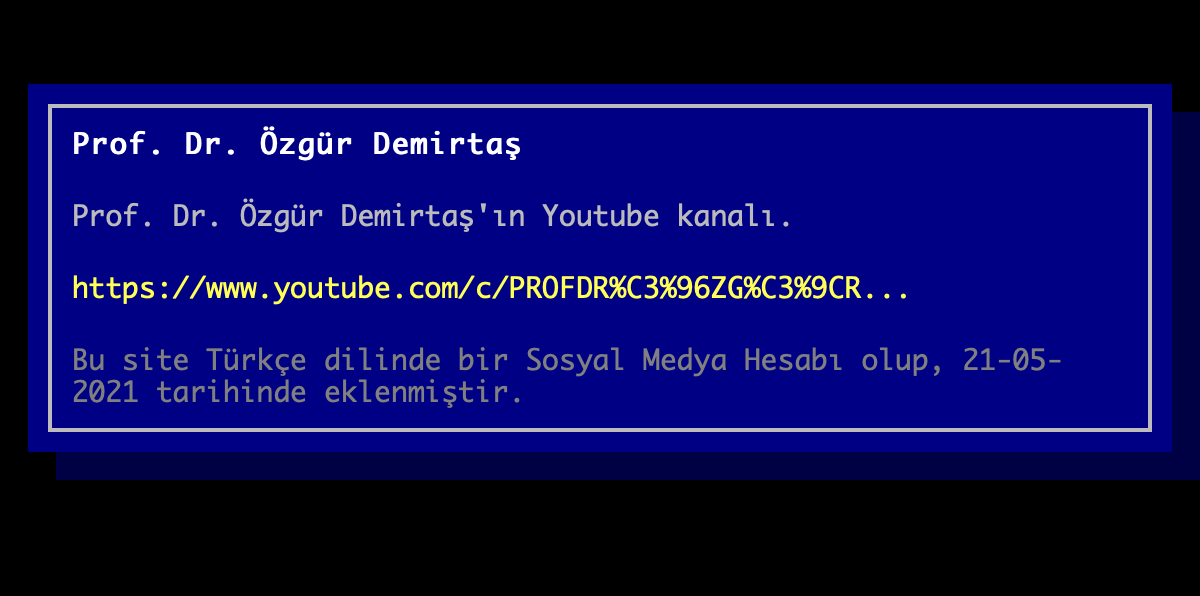 Prof. Dr. Özgür Demirtaş
Prof. Dr. Özgür Demirtaş'ın Youtube kanalı.
https://www.youtube.com/c/PROFDR%C3%96ZG%C3%9CR...
Bu site Türkçe dilinde bir Sosyal Medya Hesabı olup, 21-05-
2021 tarihinde eklenmiştir.